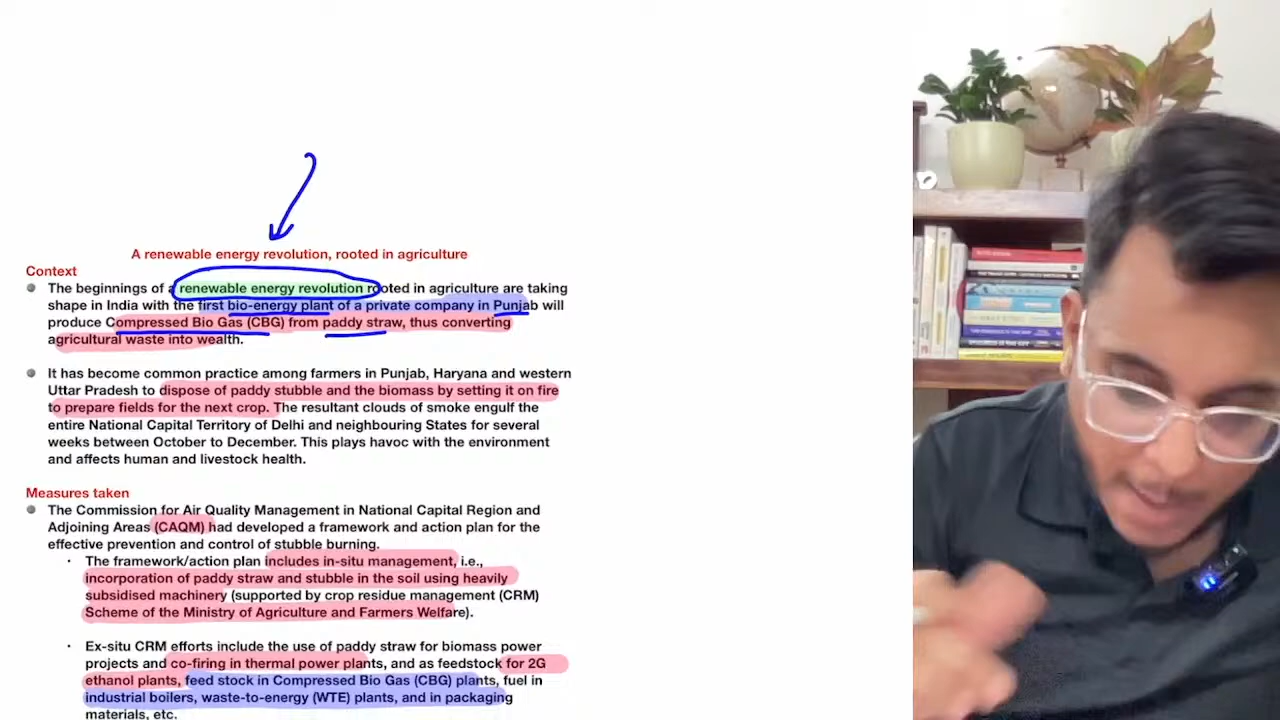 A renewable energy revolution, rooted in agriculture
Context
The beginnings of a renewable energy revolution rooted in agriculture are taking
shape in India with the first bio-energy plant of a private company in Punjab will
produce Compressed Bio Gas (CBG) from paddy straw, thus converting
agricultural waste into wealth.
It has become common practice among farmers in Punjab, Haryana and western
Uttar Pradesh to dispose of paddy stubble and the biomass by setting it on fire
to prepare fields for the next crop. The resultant clouds of smoke engulf the
entire National Capital Territory of Delhi and neighbouring States for several
weeks between October to December. This plays havoc with the environment
and affects human and livestock health.
Measures taken
The Commission for Air Quality Management in National Capital Region and
Adjoining Areas (CAQM) had developed a framework and action plan for the
effective prevention and control of stubble burning.
The framework/action plan includes in-situ management, i.e.,
incorporation of paddy straw and stubble in the soil using heavily
subsidised machinery (supported by crop residue management (CRM)
Scheme of the Ministry of Agriculture and Farmers Welfare).
Ex-situ CRM efforts include the use of paddy straw for biomass power
projects and co-firing in thermal power plants, and as feedstock for 2G
ethanol plants, feed stock in Compressed Bio Gas (CBG) plants, fuel in
industrial boilers, waste-to-energy (WTE) plants, and in packaging
materials, etc.